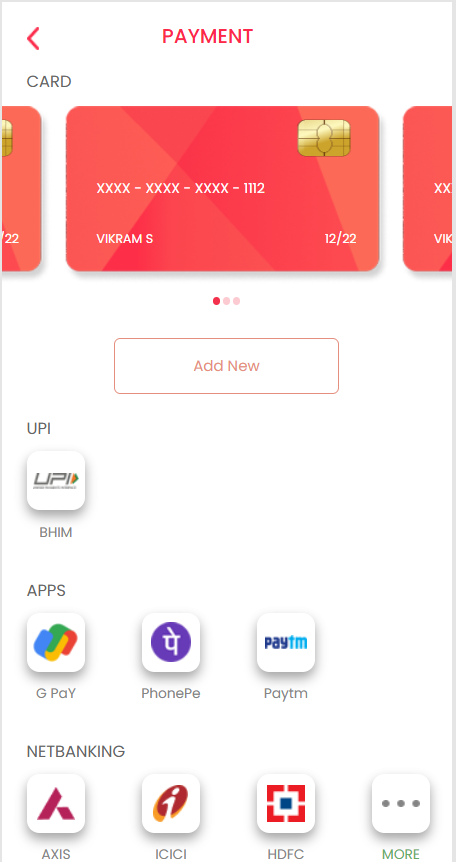 PAYMENT
CARD
XXXX - XXXX - XXXX - 1112
XX
/22
VIKRAM S
12/22
VIK
Add New
UPI
UPI
BHIM
APPS
पे
paytm
G PaY
PhonePe
Paytm
NETBANKING
AXIS
ICICI
HDFC
MORE